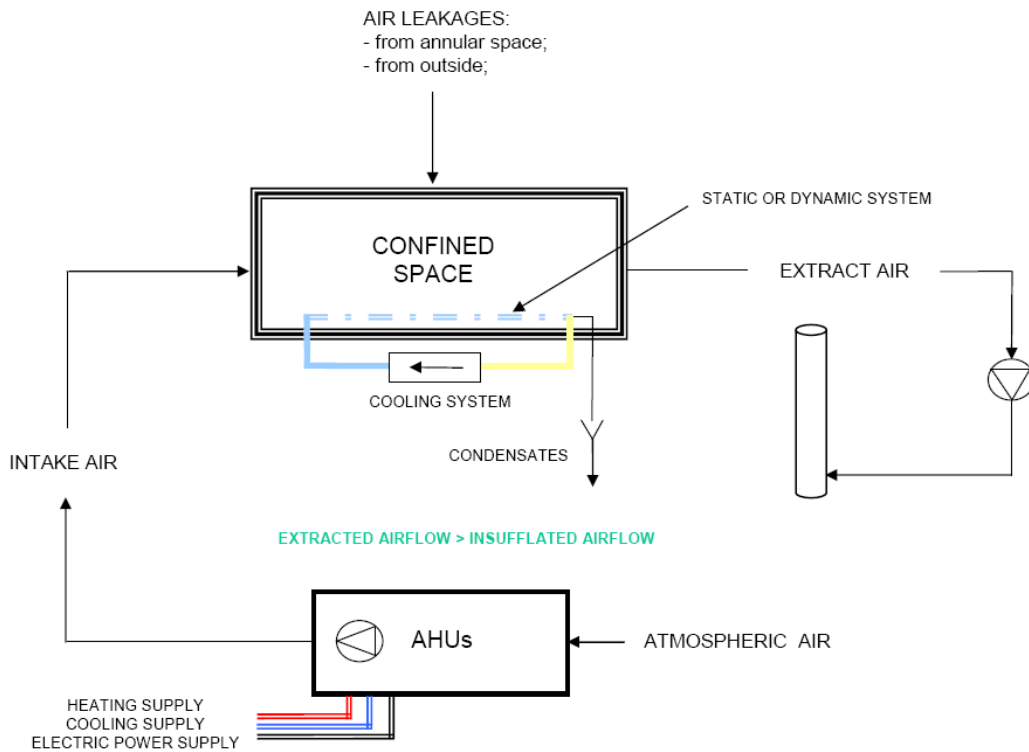 AIR LEAKAGES:
- from annular space;
- from outside;
STATIC OR DYNAMIC SYSTEM
CONFINED
SPACE
EXTRACT AIR
COOLING SYSTEM
CONDENSATES
INTAKE AIR
EXTRACTED AIRFLOW > INSUFFLATED AIRFLOW
AHUs
ATMOSPHERIC AIR
HEATING SUPPLY
COOLING SUPPLY
ELECTRIC POWER SUPPLY